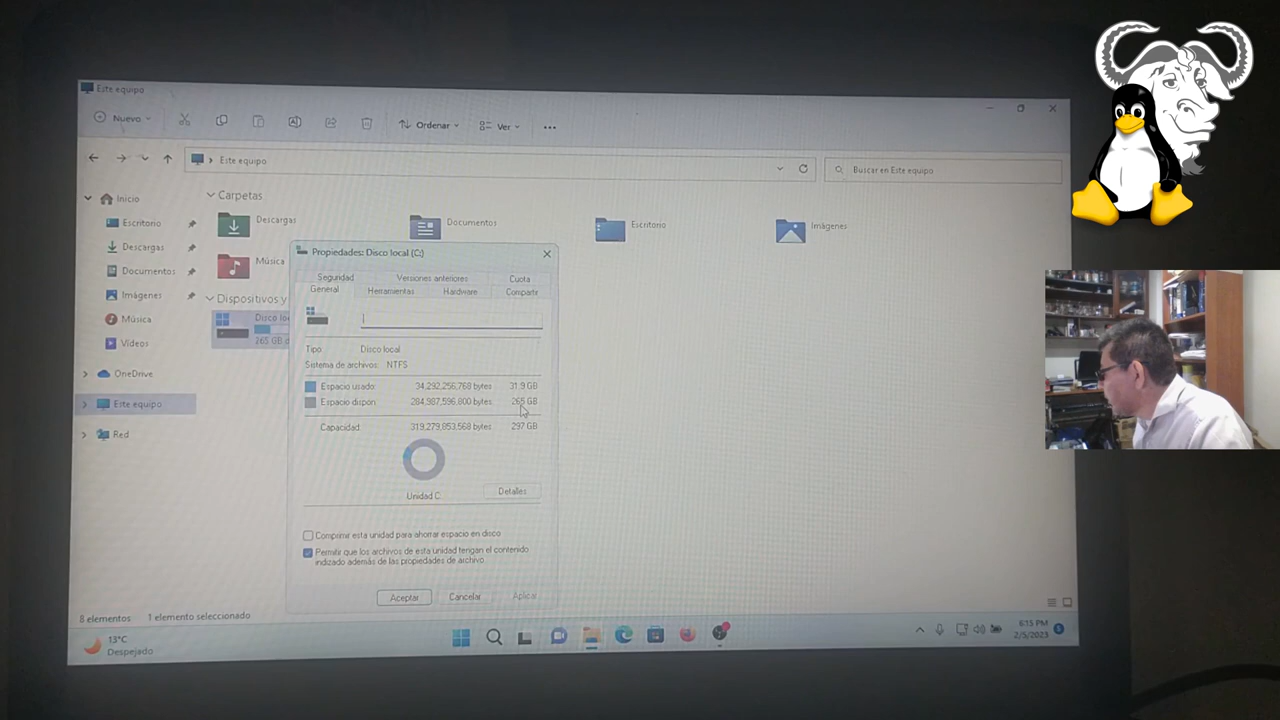 Este equipo
Nuevo
Ordenar
Ver
Este equipo
Buscar en Este equipo
Inicio
Escritorio
Descargas
Documentos
Imágenes
Música
Vídeos
OneDrive
Este equipo
Red
Carpetas
Descargas
Documentos
Escritorio
Imágenes
Música
Dispositivos y
Disco lo
265 GB d
Propiedades: Disco local (C:)
Seguridad
Versiones anteriores
Cuota
General
Herramientas
Hardware
Compartir
Tipo
Disco local
Sistema de archivos: NTFS
Espacio usado: 34,292,256,768 bytes 31.9 GB
Espacio dispon 284,987,596,800 bytes 265 GB
Capacidad: 319,279,853,568 bytes 297 GB
Unidad C:
Detalles
Comprimir esta unidad para ahorrar espacio en disco
Permitir que los archivos de esta unidad tengan el contenido
indizado además de las propiedades de archivo
Aceptar
Cancelar
Aplicar
8 elementos
1 elemento seleccionado
13°C
Despejado
6:15 PM
2/5/2023